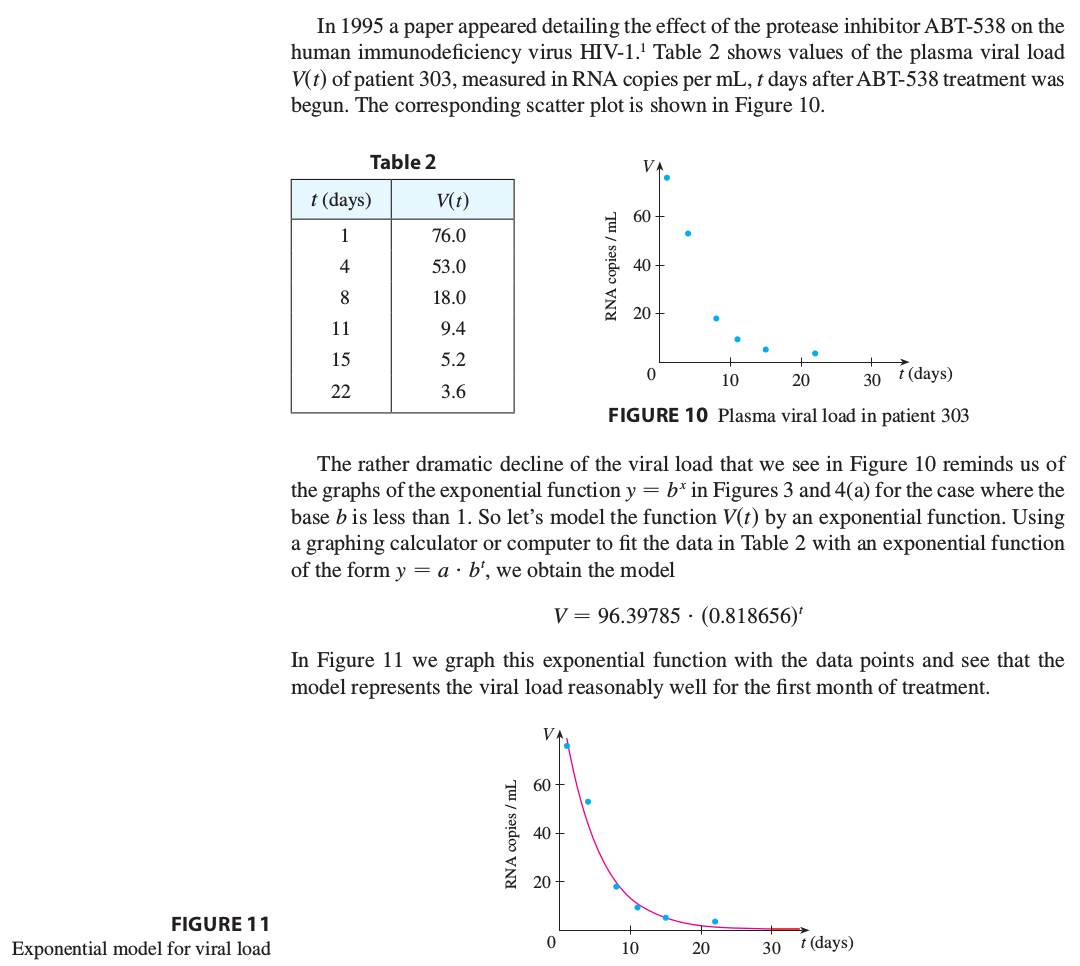 In 1995 a paper appeared detailing the effect of the protease inhibitor ABT-538 on the
human immunodeficiency virus HIV-1.¹ Table 2 shows values of the plasma viral load
V(t) of patient 303, measured in RNA copies per mL, t days after ABT-538 treatment was
begun. The corresponding scatter plot is shown in Figure 10.
Table 2
t (days) V(t)
1 76.0
4 53.0
8 18.0
11 9.4
15 5.2
22 3.6
V
RNA copies / mL
60
40
20
0 10 20 30 t (days)
FIGURE 10 Plasma viral load in patient 303
The rather dramatic decline of the viral load that we see in Figure 10 reminds us of
the graphs of the exponential function y = bˣ in Figures 3 and 4(a) for the case where the
base b is less than 1. So let's model the function V(t) by an exponential function. Using
a graphing calculator or computer to fit the data in Table 2 with an exponential function
of the form y = a · bᵗ, we obtain the model
V = 96.39785 · (0.818656)ᵗ
In Figure 11 we graph this exponential function with the data points and see that the
model represents the viral load reasonably well for the first month of treatment.
V
RNA copies / mL
60
40
20
0 10 20 30 t (days)
FIGURE 11
Exponential model for viral load